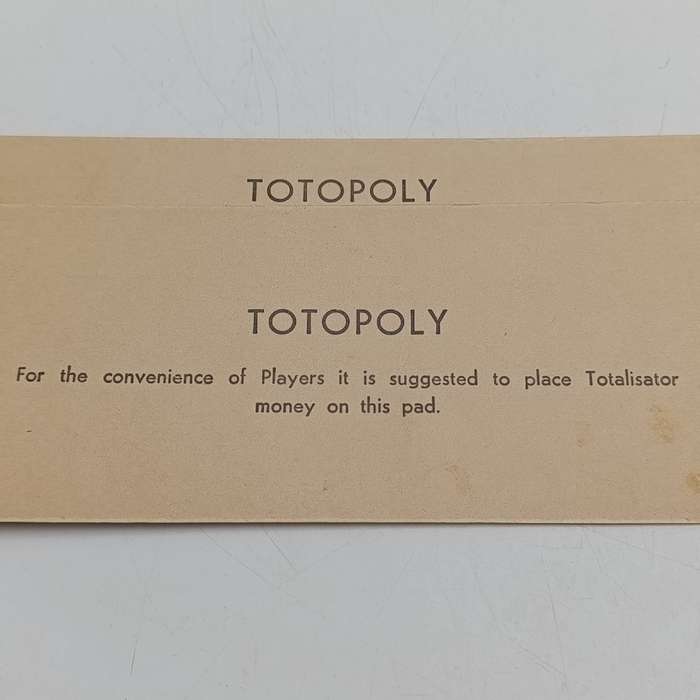 TOTOPOLY
TOTOPOLY
For the convenience of Players it is suggested to place Totalisator
money on this pad.